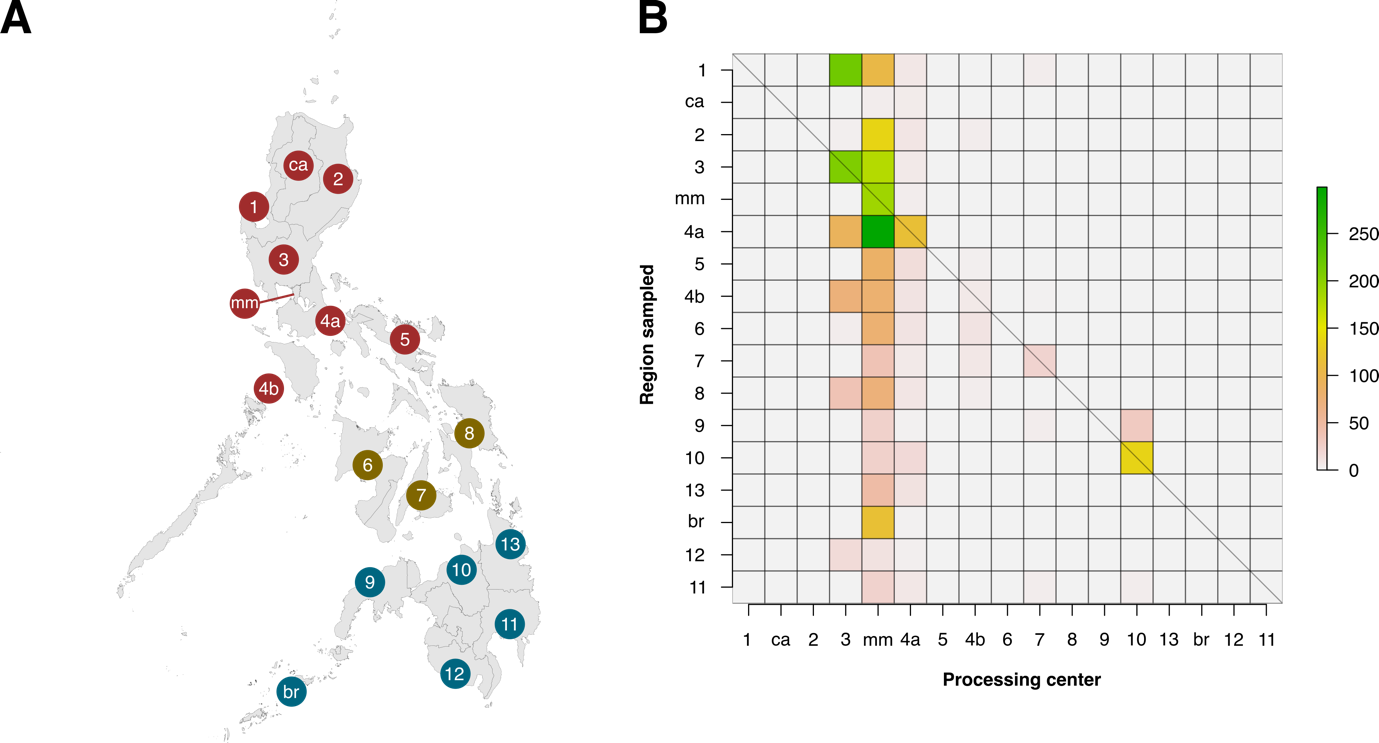 A
ca
2
1
3
mm
4a
5
4b
8
6
7
13
10
9
11
12
br
B
Region sampled
1
ca
2
3
mm
4a
5
4b
6
7
8
9
10
13
br
12
11
1 ca 2 3 mm 4a 5 4b 6 7 8 9 10 13 br 12 11
Processing center
250
200
150
100
50
0